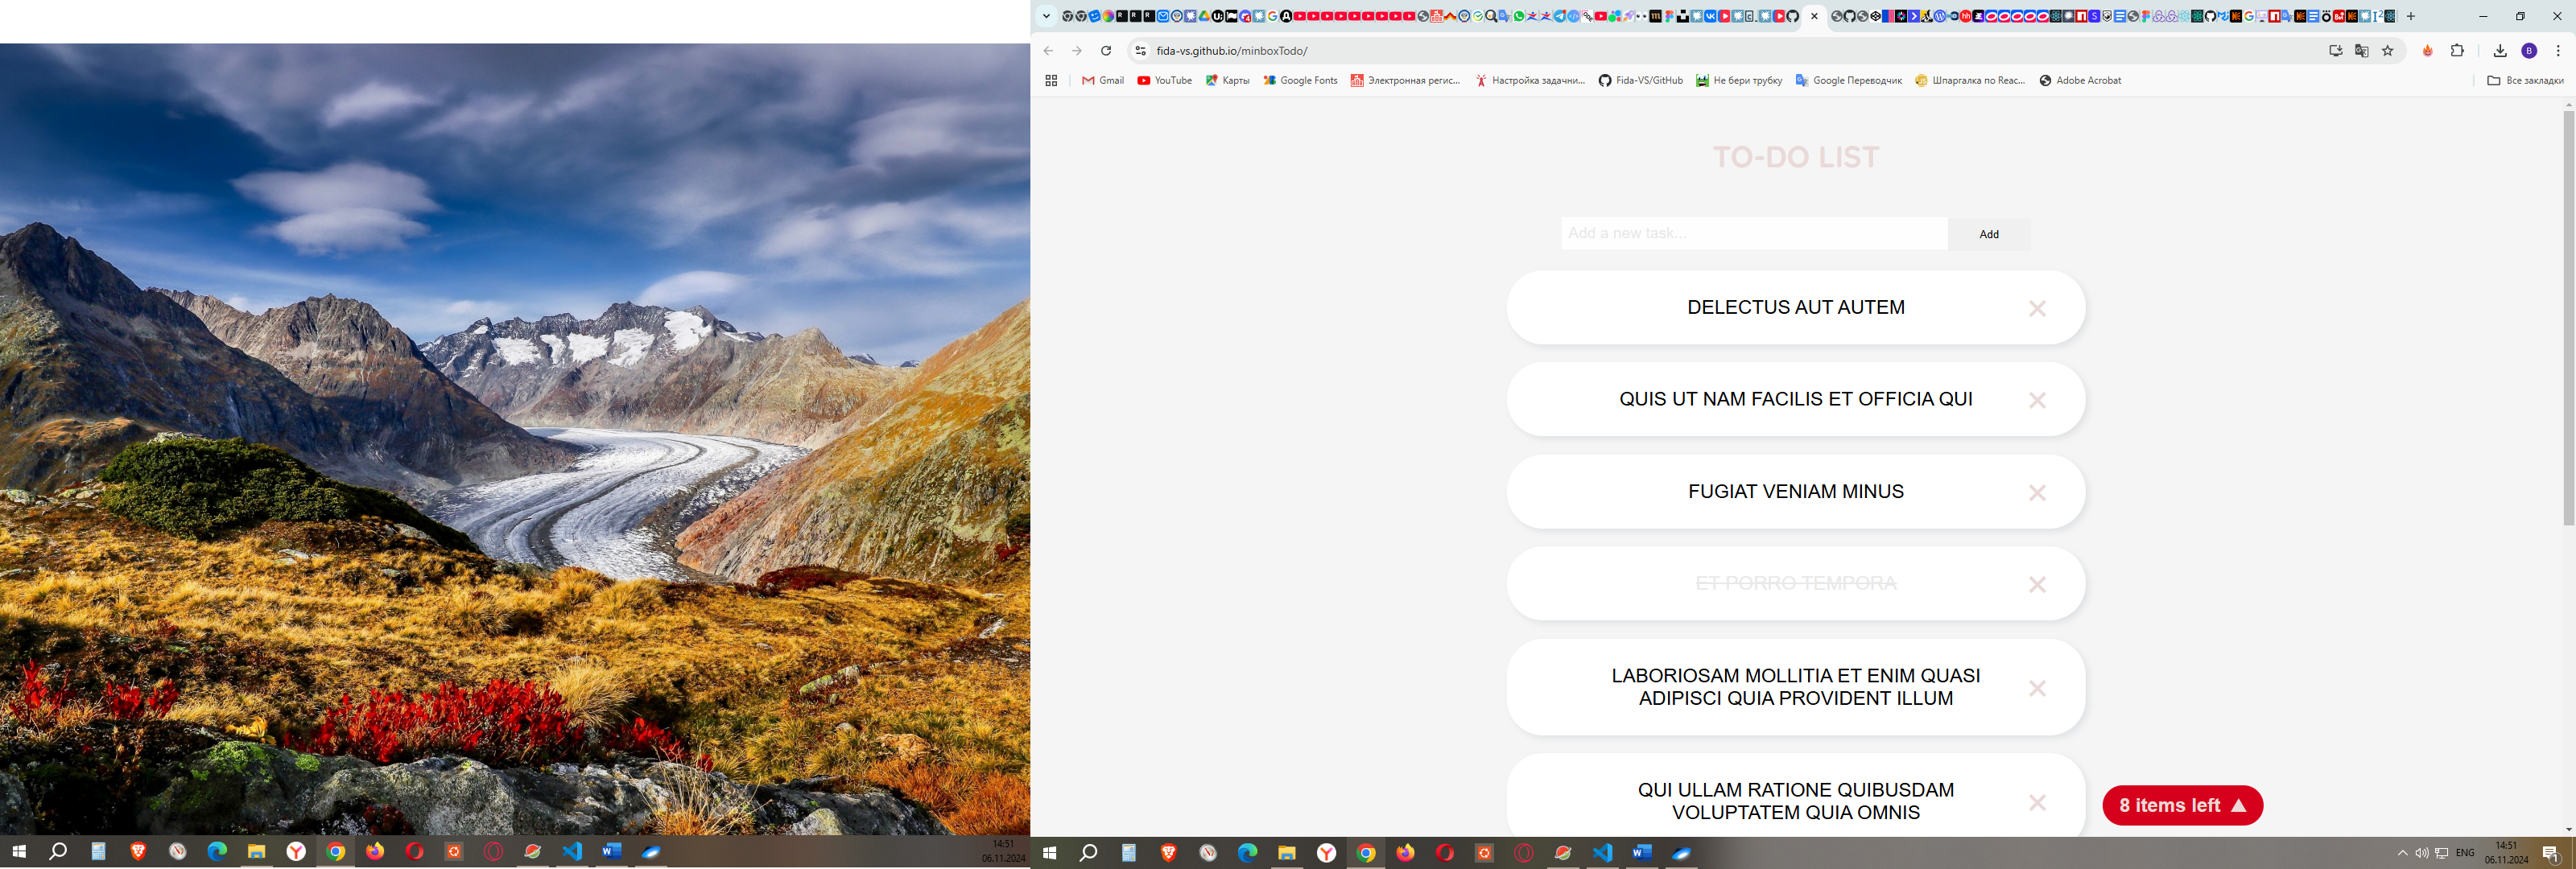 fida-vs.github.io/minboxTodo/
Gmail
YouTube
Карты
Google Fonts
Электронная регис...
Настройка задачни...
Fida-VS/GitHub
Не бери трубку
Google Переводчик
Шпаргалка по Reac...
Adobe Acrobat
Все закладки
TO-DO LIST
Add a new task...
Add
DELECTUS AUT AUTEM
QUIS UT NAM FACILIS ET OFFICIA QUI
FUGIAT VENIAM MINUS
ET PORRO TEMPORA
LABORIOSAM MOLLITIA ET ENIM QUASI
ADIPISCI QUIA PROVIDENT ILLUM
QUI ULLAM RATIONE QUIBUSDAM
VOLUPTATEM QUIA OMNIS
8 items left
14:51
06.11.2024
ENG
14:51
06.11.2024
1